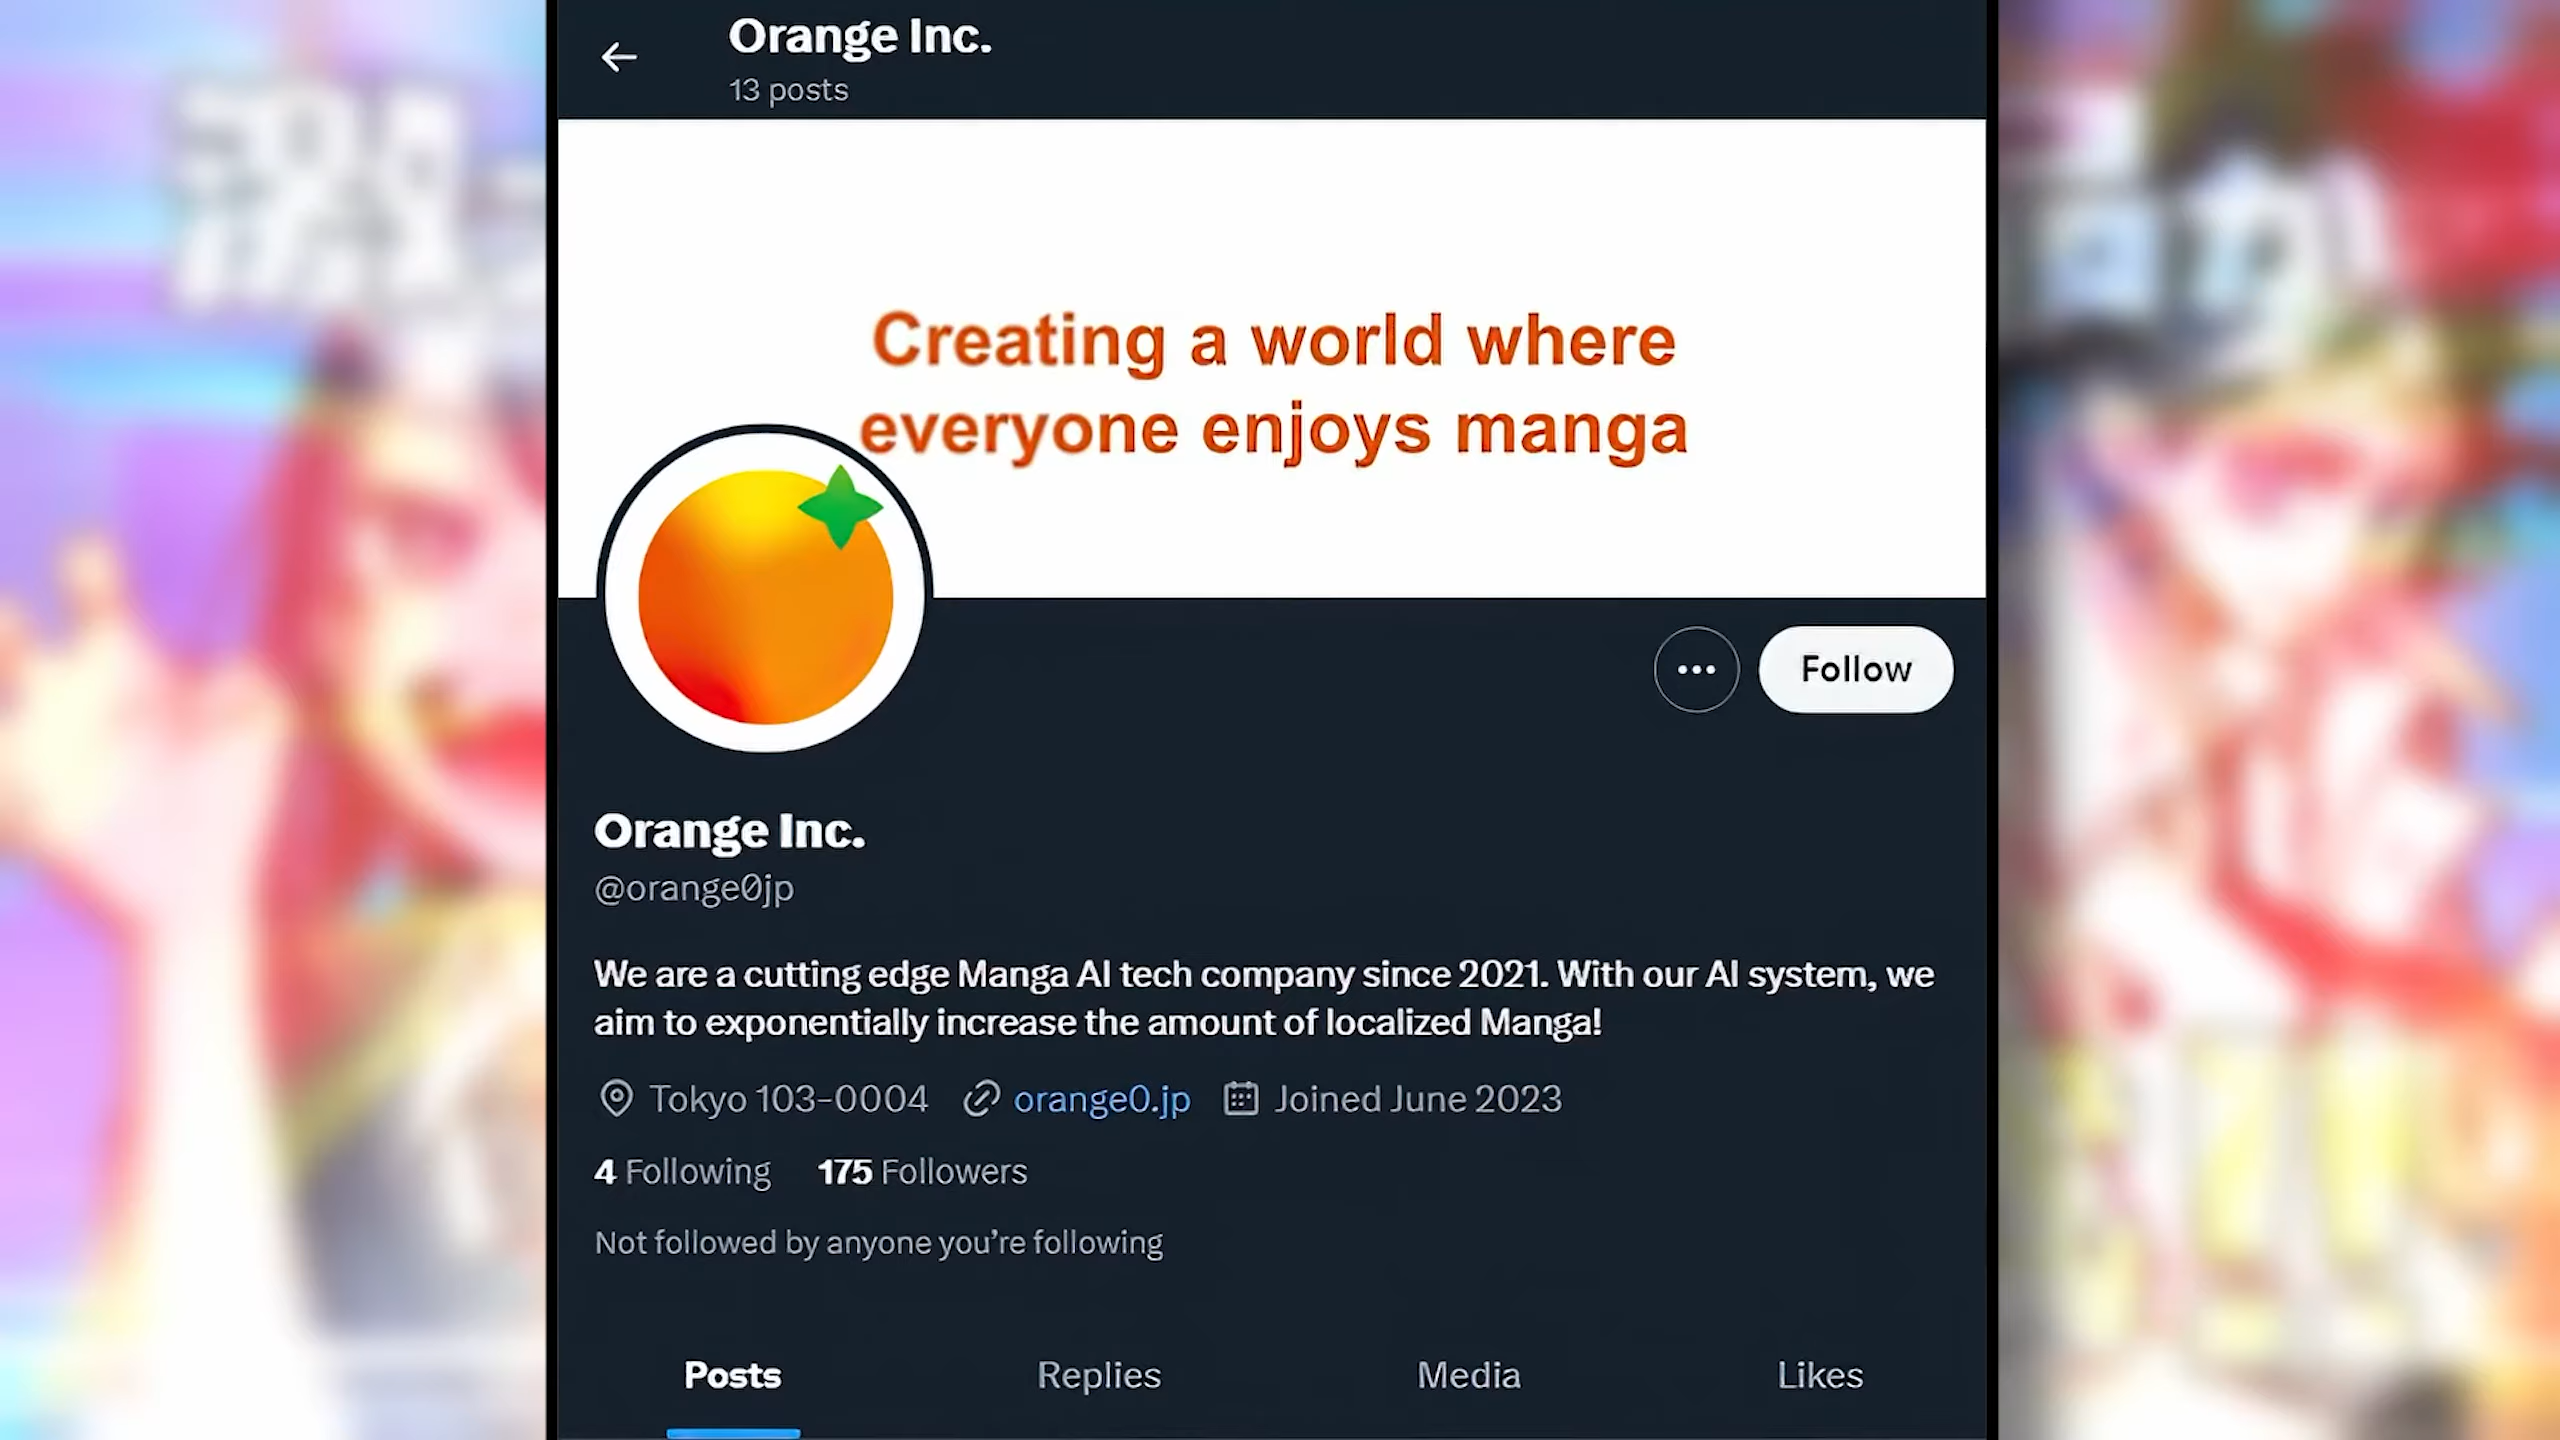 Orange Inc.
13 posts
Creating a world where
everyone enjoys manga
Follow
Orange Inc.
@orange0jp
We are a cutting edge Manga AI tech company since 2021. With our AI system, we
aim to exponentially increase the amount of localized Manga!
Tokyo 103-0004 orange0.jp Joined June 2023
4 Following 175 Followers
Not followed by anyone you're following
Posts Replies Media Likes